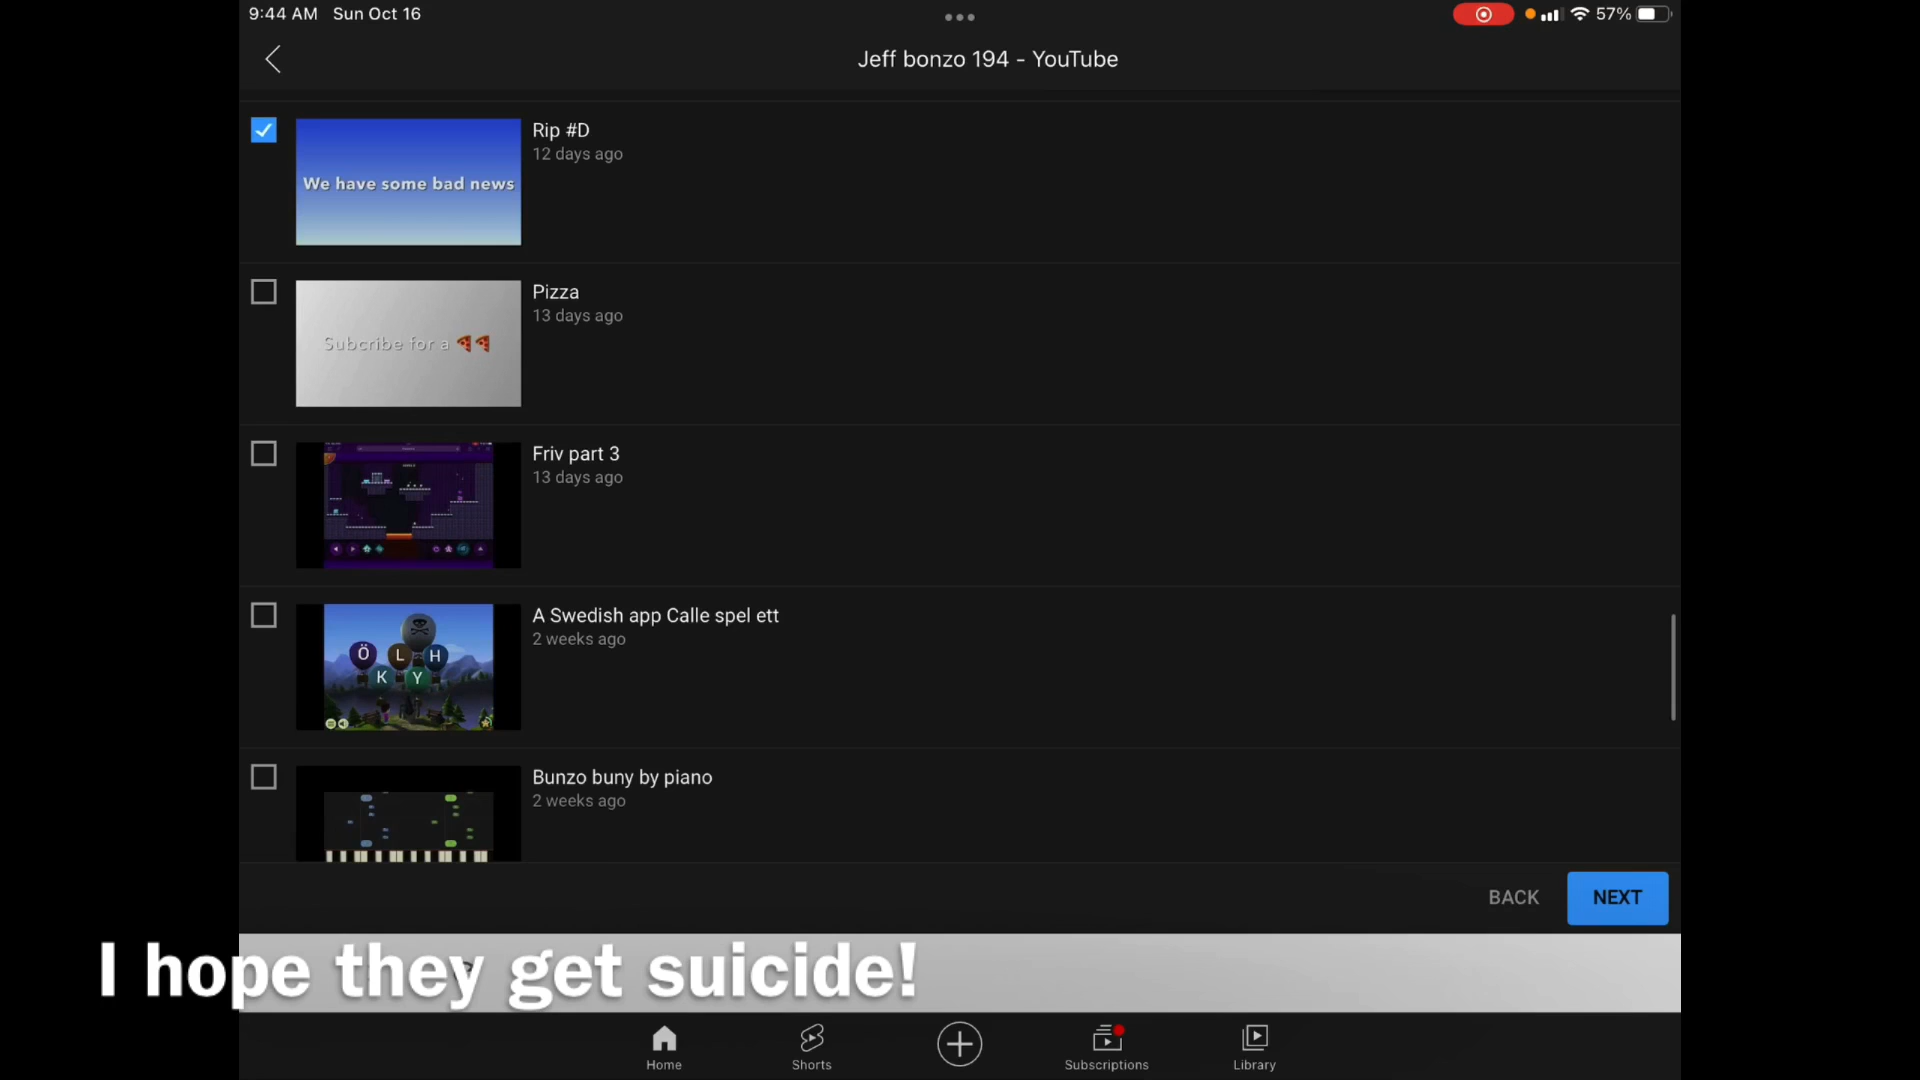 9:44 AM Sun Oct 16
57%
Jeff bonzo 194 - YouTube
Rip #D
12 days ago
We have some bad news
Pizza
13 days ago
Subcribe for a 🍕🍕
Friv part 3
13 days ago
A Swedish app Calle spel ett
2 weeks ago
Ö L H
K Y
Bunzo buny by piano
2 weeks ago
BACK NEXT
I hope they get suicide!
Home Shorts Subscriptions Library